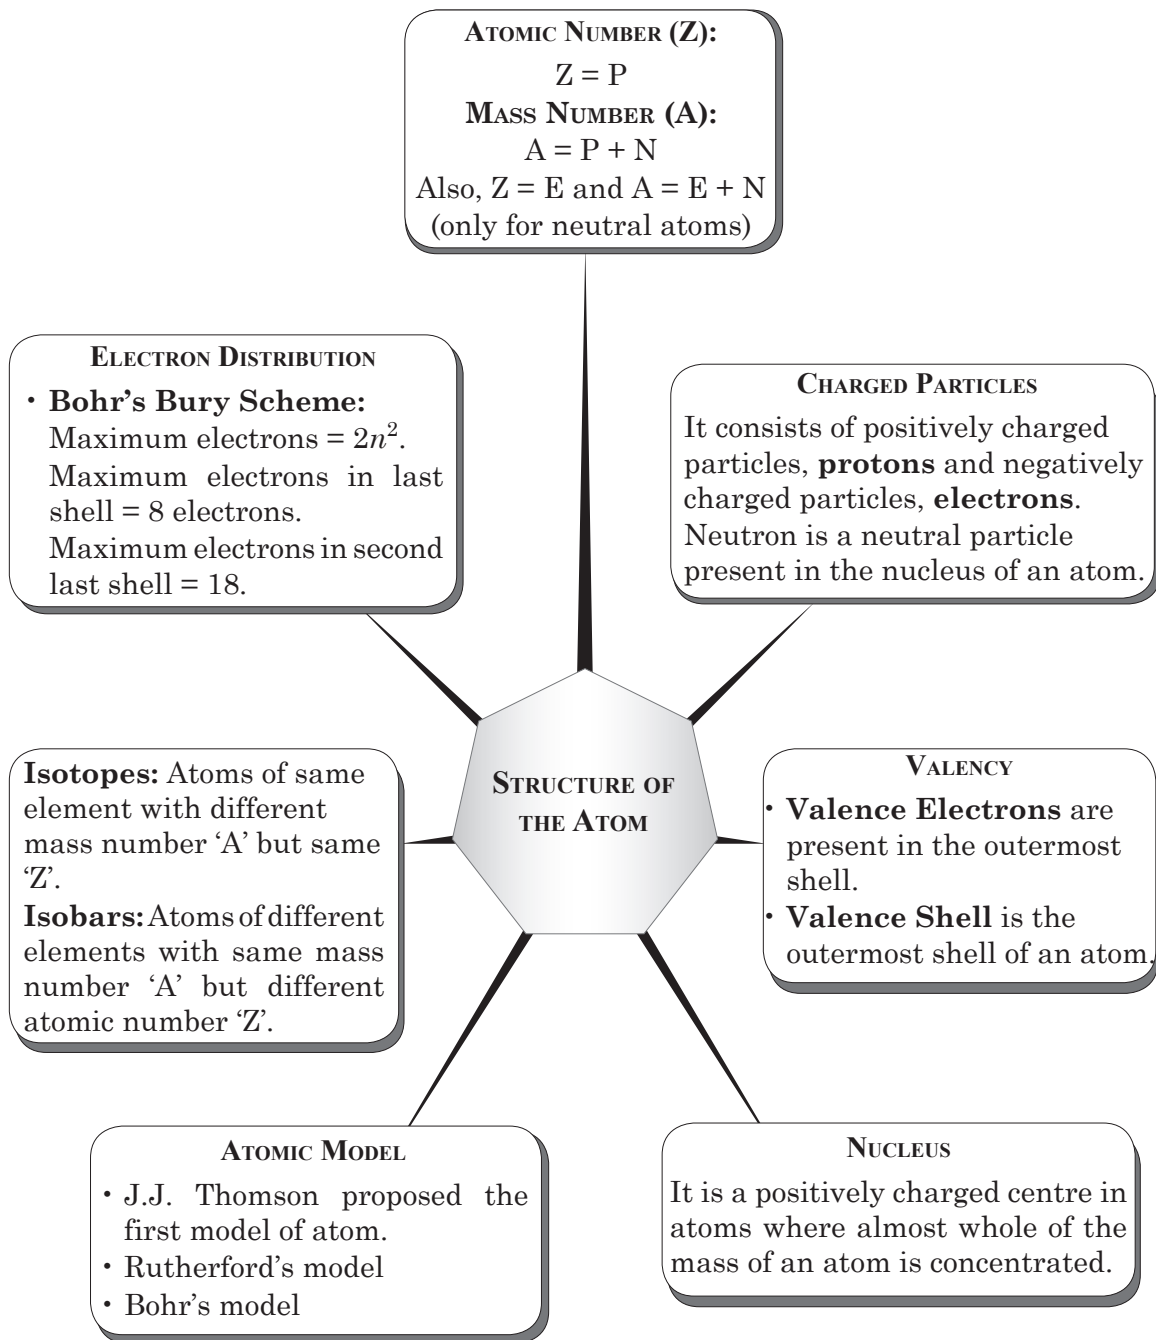 ATOMIC NUMBER (Z):
Z = P
MASS NUMBER (A):
A = P + N
Also, Z = E and A = E + N
(only for neutral atoms)
ELECTRON DISTRIBUTION
• Bohr’s Bury Scheme:
Maximum electrons = 2n².
Maximum electrons in last
shell = 8 electrons.
Maximum electrons in second
last shell = 18.
CHARGED PARTICLES
It consists of positively charged
particles, protons and negatively
charged particles, electrons.
Neutron is a neutral particle
present in the nucleus of an atom.
STRUCTURE OF
THE ATOM
Isotopes: Atoms of same
element with different
mass number ‘A’ but same
‘Z’.
Isobars: Atoms of different
elements with same mass
number ‘A’ but different
atomic number ‘Z’.
VALENCY
• Valence Electrons are
present in the outermost
shell.
• Valence Shell is the
outermost shell of an atom.
ATOMIC MODEL
• J.J. Thomson proposed the
first model of atom.
• Rutherford’s model
• Bohr’s model
NUCLEUS
It is a positively charged centre in
atoms where almost whole of the
mass of an atom is concentrated.